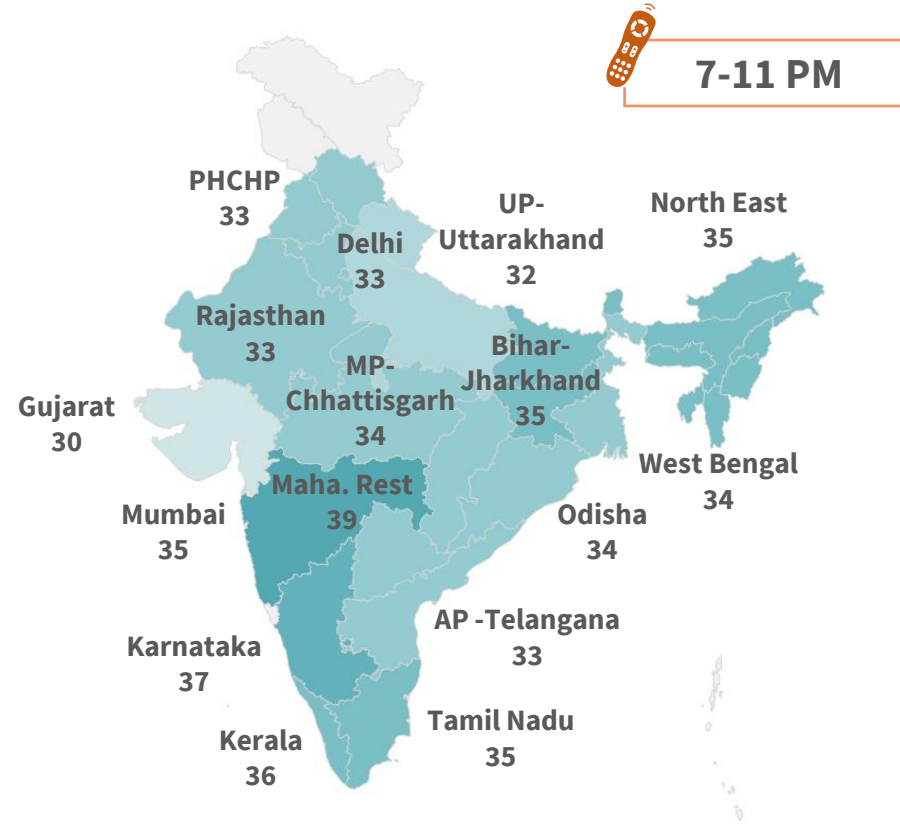 7-11 PM
PHCHP
33
UP-
Uttarakhand
32
North East
35
Delhi
33
Rajasthan
33
MP-
Chhattisgarh
34
Bihar-
Jharkhand
35
Gujarat
30
West Bengal
34
Maha. Rest
39
Mumbai
35
Odisha
34
AP -Telangana
33
Karnataka
37
Tamil Nadu
35
Kerala
36